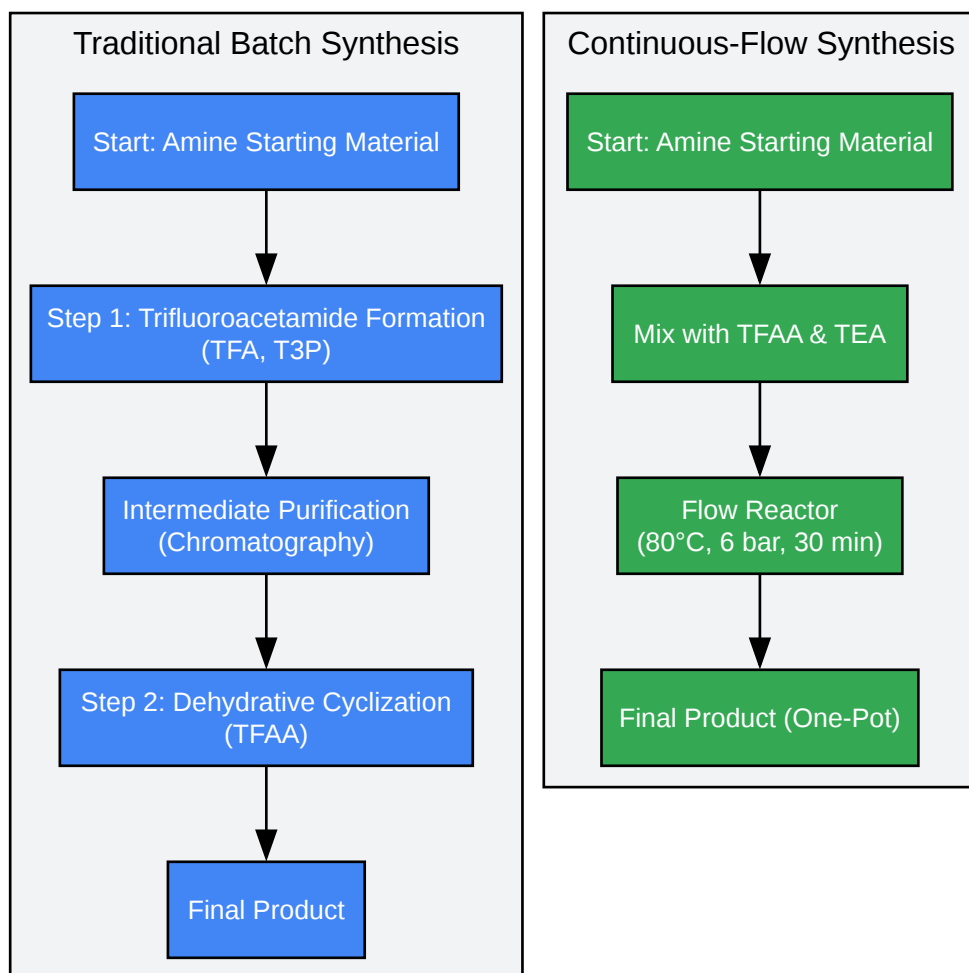 Traditional Batch Synthesis
Start: Amine Starting Material
Step 1: Trifluoroacetamide Formation
(TFA, T3P)
Intermediate Purification
(Chromatography)
Step 2: Dehydrative Cyclization
(TFAA)
Final Product
Continuous-Flow Synthesis
Start: Amine Starting Material
Mix with TFAA & TEA
Flow Reactor
(80°C, 6 bar, 30 min)
Final Product (One-Pot)